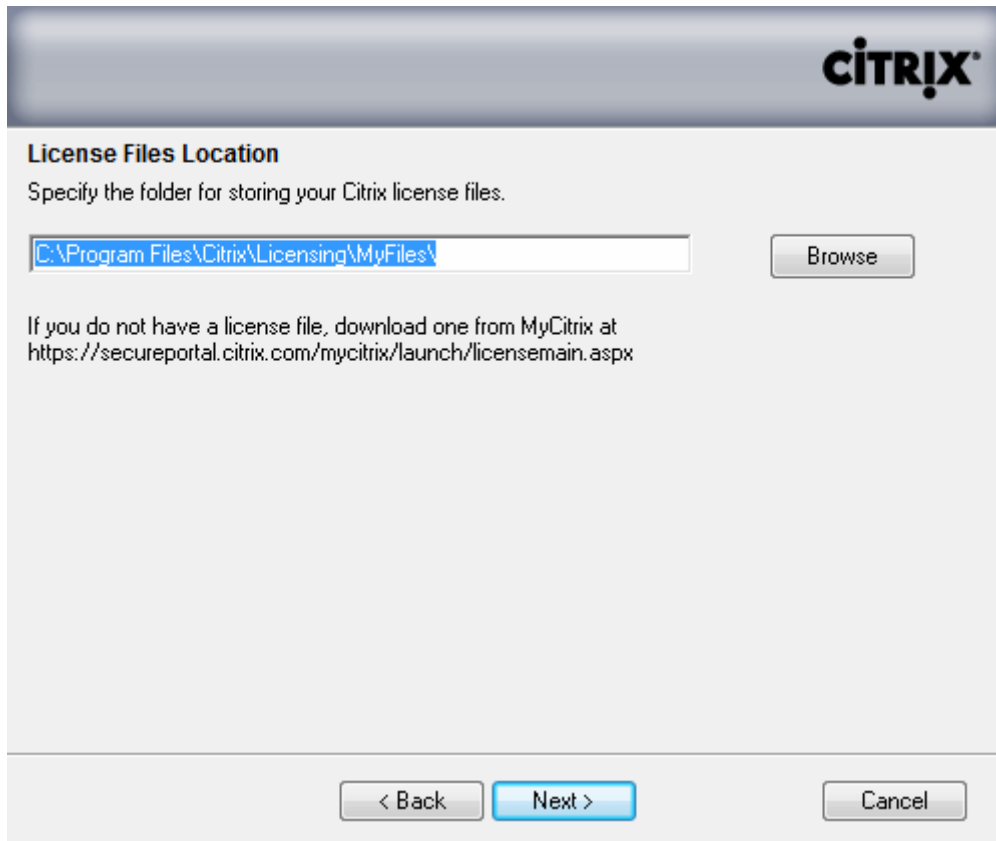 CITRIX®
License Files Location
Specify the folder for storing your Citrix license files.
C:\Program Files\Citrix\Licensing\MyFiles\
Browse
If you do not have a license file, download one from MyCitrix at
https://secureportal.citrix.com/mycitrix/launch/licensemain.aspx
< Back
Next >
Cancel